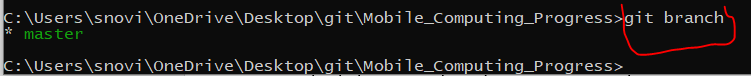 C:\Users\snovi\OneDrive\Desktop\git\Mobile_Computing_Progress>git branch
* master
C:\Users\snovi\OneDrive\Desktop\git\Mobile_Computing_Progress>